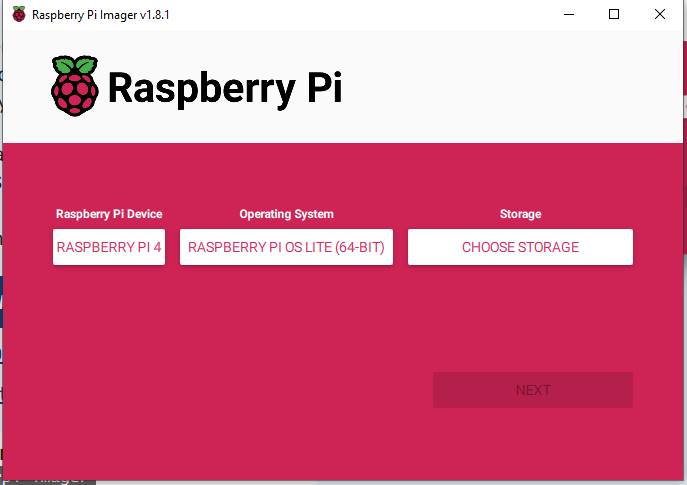 Raspberry Pi Imager v1.8.1
Raspberry Pi
Raspberry Pi Device
Operating System
Storage
RASPBERRY PI 4
RASPBERRY PI OS LITE (64-BIT)
CHOOSE STORAGE
NEXT